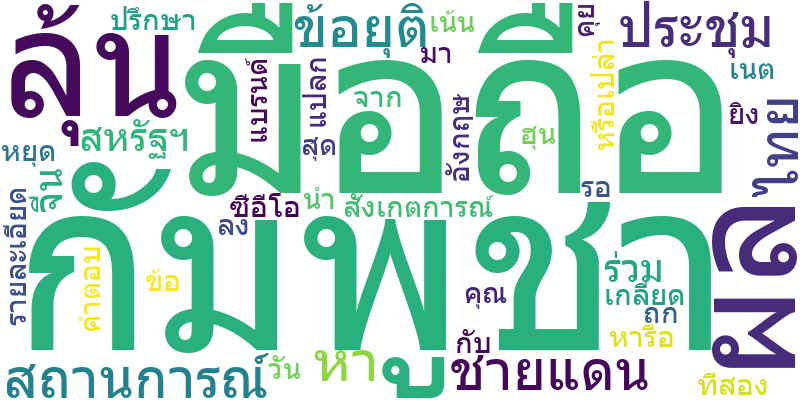 ลุ้น
ปรึกษา
มือถือ
ข้อยุติ
เน้น
มา
คุย
ประชุม
เนต
แบรนด์
แปลก
จาก
อังกฤษ
ฮุน
หรือเปล่า
ยิง
ไทย
สหรัฐฯ
สุด
หยุด
จีน
รายละเอียด
คำตอบ
ข้อ
ลง
ซีอีโอ
นำ
สังเกตการณ์
รอ
กัมพูชา
ผล
ร่วม
เกลียด
ถก
คุณ
กับ
หารือ
สถานการณ์
วัน
หา
ชายแดน
ที่สอง